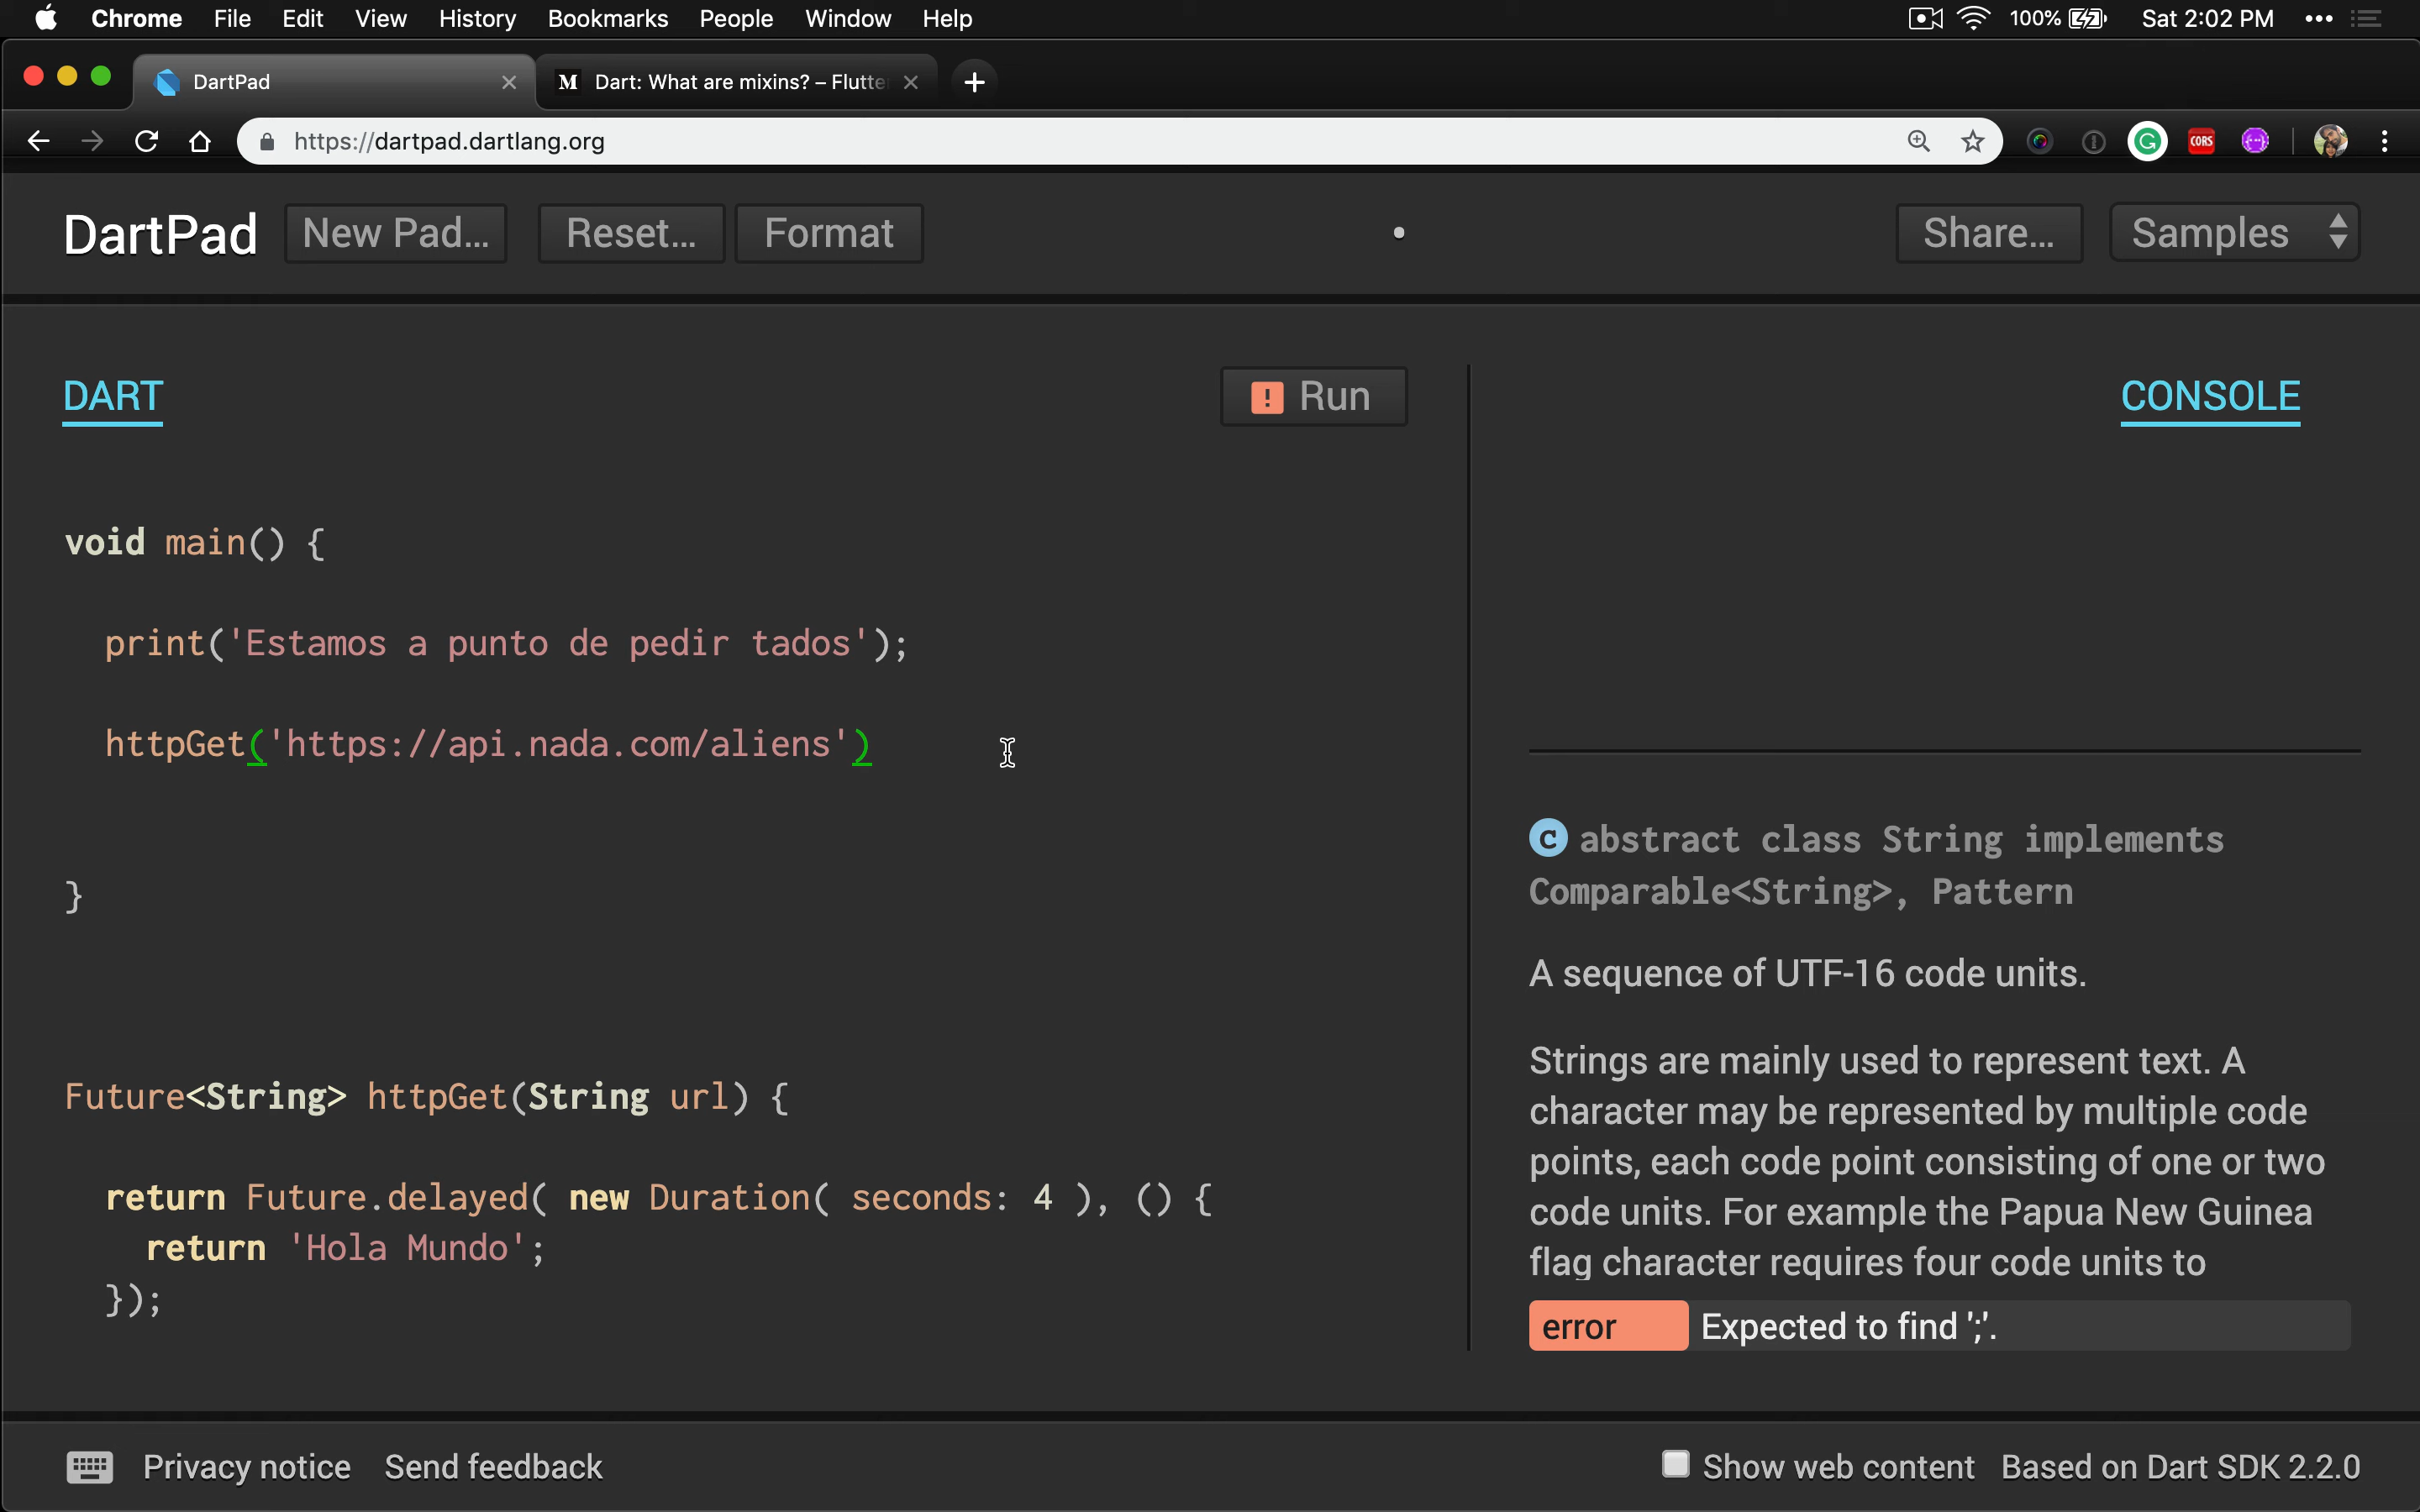 Chrome File Edit View History Bookmarks People Window Help 100% Sat 2:02 PM
DartPad M Dart: What are mixins? – Flutte
https://dartpad.dartlang.org CORS
DartPad New Pad... Reset... Format Share... Samples
DART ! Run CONSOLE
void main() {
print('Estamos a punto de pedir tados');
httpGet('https://api.nada.com/aliens')
}
Future<String> httpGet(String url) {
return Future.delayed( new Duration( seconds: 4 ), () {
return 'Hola Mundo';
});
C abstract class String implements
Comparable<String>, Pattern
A sequence of UTF-16 code units.
Strings are mainly used to represent text. A
character may be represented by multiple code
points, each code point consisting of one or two
code units. For example the Papua New Guinea
flag character requires four code units to
error Expected to find ';'.
Privacy notice Send feedback Show web content Based on Dart SDK 2.2.0